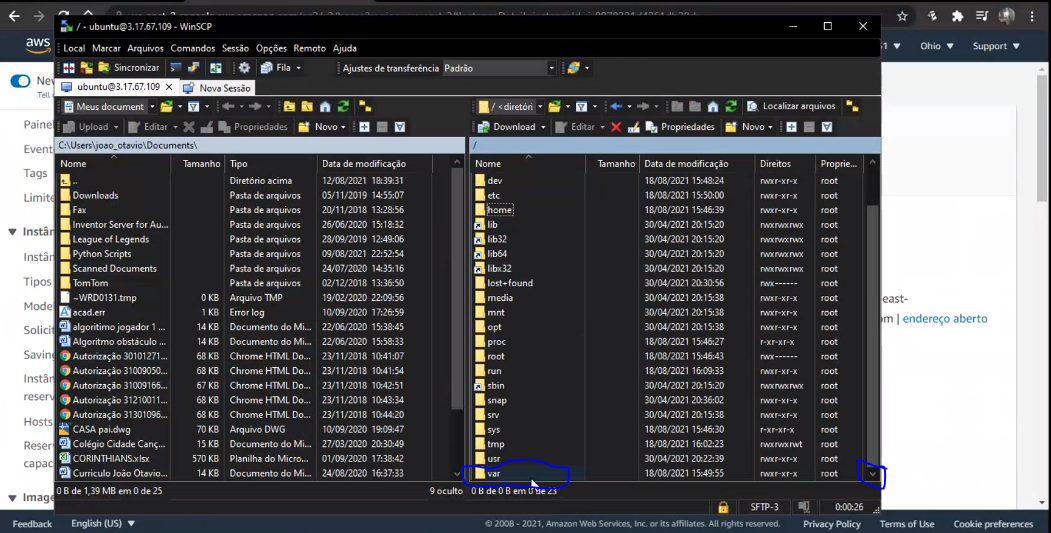 / - ubuntu@3.17.67.109 - WinSCP
aws
Ohio
Support
Local Marcar Arquivos Comandos Sessão Opções Remoto Ajuda
Sincronizar
Fila
Ajustes de transferência Padrão
ubuntu@3.17.67.109
Nova Sessão
Meus document
/ <diretóri
Localizar arquivos
Upload Editar Propriedades Novo
Download Editar Propriedades Novo
C:\Users\joao_otavio\Documents\
/
Nome Tamanho Tipo Data de modificação
.. Diretório acima 12/08/2021 18:39:31
Downloads Pasta de arquivos 05/11/2019 14:55:07
Fax Pasta de arquivos 20/11/2018 13:28:56
Inventor Server for Au... Pasta de arquivos 26/06/2020 15:18:32
League of Legends Pasta de arquivos 28/09/2019 12:49:06
Python Scripts Pasta de arquivos 09/08/2021 22:52:54
Scanned Documents Pasta de arquivos 24/07/2020 14:35:16
TomTom Pasta de arquivos 02/12/2018 13:36:50
~WRD0131.tmp 0 KB Arquivo TMP 19/02/2020 22:09:56
acad.err 1 KB Error log 10/09/2020 17:26:59
algoritimo jogador 1 ... 14 KB Documento do Mi... 22/06/2020 15:38:45
Algoritmo obstáculo ... 14 KB Documento do Mi... 22/06/2020 15:58:33
Autorização 30101271... 68 KB Chrome HTML Do... 23/11/2018 10:41:07
Autorização 31009050... 68 KB Chrome HTML Do... 23/11/2018 10:41:54
Autorização 31009166... 67 KB Chrome HTML Do... 23/11/2018 10:42:51
Autorização 31210011... 68 KB Chrome HTML Do... 23/11/2018 10:43:34
Autorização 31301096... 68 KB Chrome HTML Do... 23/11/2018 10:44:20
CASA pai.dwg 70 KB Arquivo DWG 10/09/2020 19:09:47
Colégio Cidade Canç... 15 KB Documento do Mi... 27/03/2020 20:30:49
CORINTHIANS.xlsx 570 KB Planilha do Micro... 01/09/2020 17:38:42
Curriculo João Otavio... 14 KB Documento do Mi... 24/08/2020 16:37:33
0 B de 1,39 MB em 0 de 25
9 oculto
Nome Tamanho Data de modificação Direitos Proprie...
dev 18/08/2021 15:48:24 rwxr-xr-x root
etc 18/08/2021 15:50:00 rwxr-xr-x root
home 18/08/2021 15:46:39 rwxr-xr-x root
lib 30/04/2021 20:15:20 rwxrwxrwx root
lib32 30/04/2021 20:15:20 rwxrwxrwx root
lib64 30/04/2021 20:15:20 rwxrwxrwx root
libx32 30/04/2021 20:15:20 rwxrwxrwx root
lost+found 30/04/2021 20:30:56 rwx------ root
media 30/04/2021 20:15:38 rwxr-xr-x root
mnt 30/04/2021 20:15:38 rwxr-xr-x root
opt 30/04/2021 20:15:38 rwxr-xr-x root
proc 18/08/2021 15:46:27 r-xr-xr-x root
root 18/08/2021 15:46:43 rwx------ root
run 18/08/2021 16:09:33 rwxr-xr-x root
sbin 30/04/2021 20:15:20 rwxrwxrwx root
snap 30/04/2021 20:36:02 rwxr-xr-x root
srv 30/04/2021 20:15:38 rwxr-xr-x root
sys 18/08/2021 15:46:30 r-xr-xr-x root
tmp 18/08/2021 16:02:23 rwxrwxrwt root
usr 30/04/2021 20:22:39 rwxr-xr-x root
var 18/08/2021 15:49:55 rwxr-xr-x root
0 B de 0 B em 0 de 23
SFTP-3
0:00:26
Ne
Tell
Painel
Evento
Tags
Limites
Instân
Instân
Tipos
Model
Solicit
Saving
Instân
reserv
Hosts
Reser
capac
Image
-east-
om | endereço aberto
Feedback
English (US)
© 2008 - 2021, Amazon Web Services, Inc. or its affiliates. All rights reserved.
Privacy Policy
Terms of Use
Cookie preferences